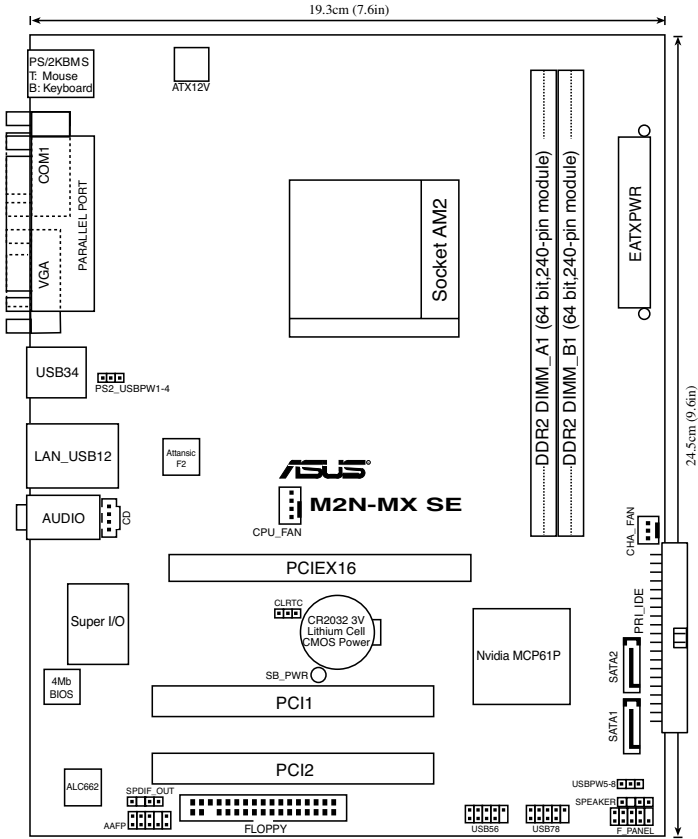 19.3cm (7.6in)
PS/2KBMS
T: Mouse
B: Keyboard
ATX12V
COM1
PARALLEL PORT
VGA
Socket AM2
DDR2 DIMM_A1 (64 bit,240-pin module)
DDR2 DIMM_B1 (64 bit,240-pin module)
EATXPWR
24.5cm (9.6in)
USB34
PS2_USBPW1-4
LAN_USB12
Attansic
F2
ASUS®
M2N-MX SE
CPU_FAN
AUDIO
CD
CHA_FAN
PCIEX16
PRI_IDE
CLRTC
CR2032 3V
Lithium Cell
CMOS Power
Super I/O
Nvidia MCP61P
SATA2
SB_PWR
4Mb
BIOS
PCI1
SATA1
PCI2
ALC662
SPDIF_OUT
AAFP
FLOPPY
USB56
USB78
USBPW5-8
SPEAKER
F_PANEL